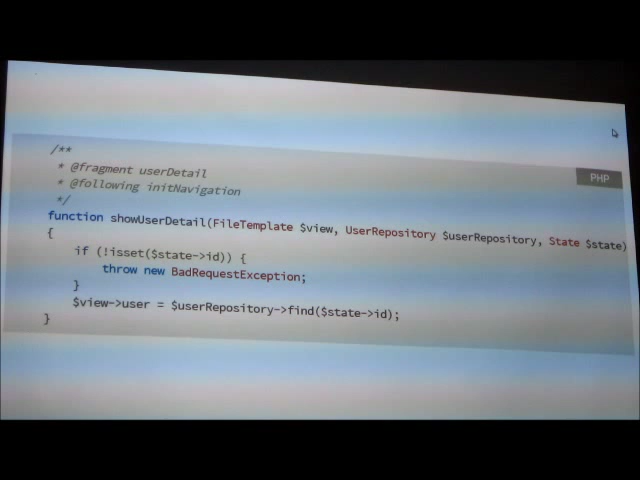 /**
* @fragment userDetail
PHP
* @following initNavigation
*/
function showUserDetail(FileTemplate $view, UserRepository $userRepository, State $state)
{
if (!isset($state->id)) {
throw new BadRequestException;
}
$view->user = $userRepository->find($state->id);
}